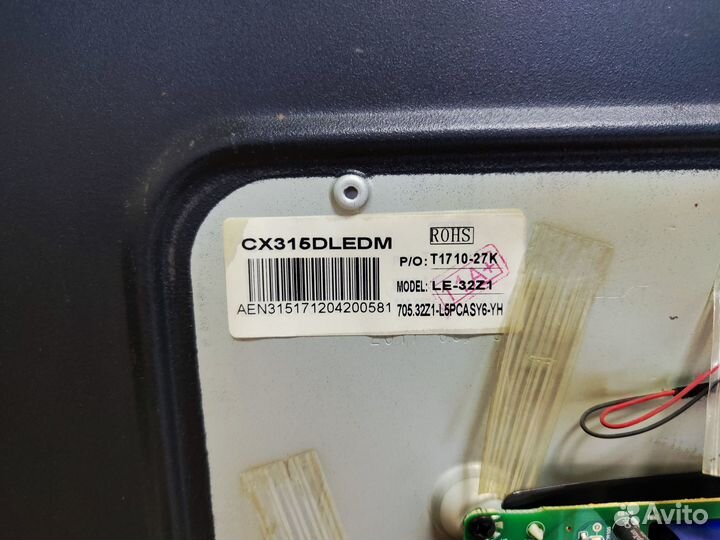 CX315DLEDM
ROHS
P/O: T1710-27K
MODEL: LE-32Z1
AEN315171204200581
705.32Z1-L5PCASY6-YH
Avito